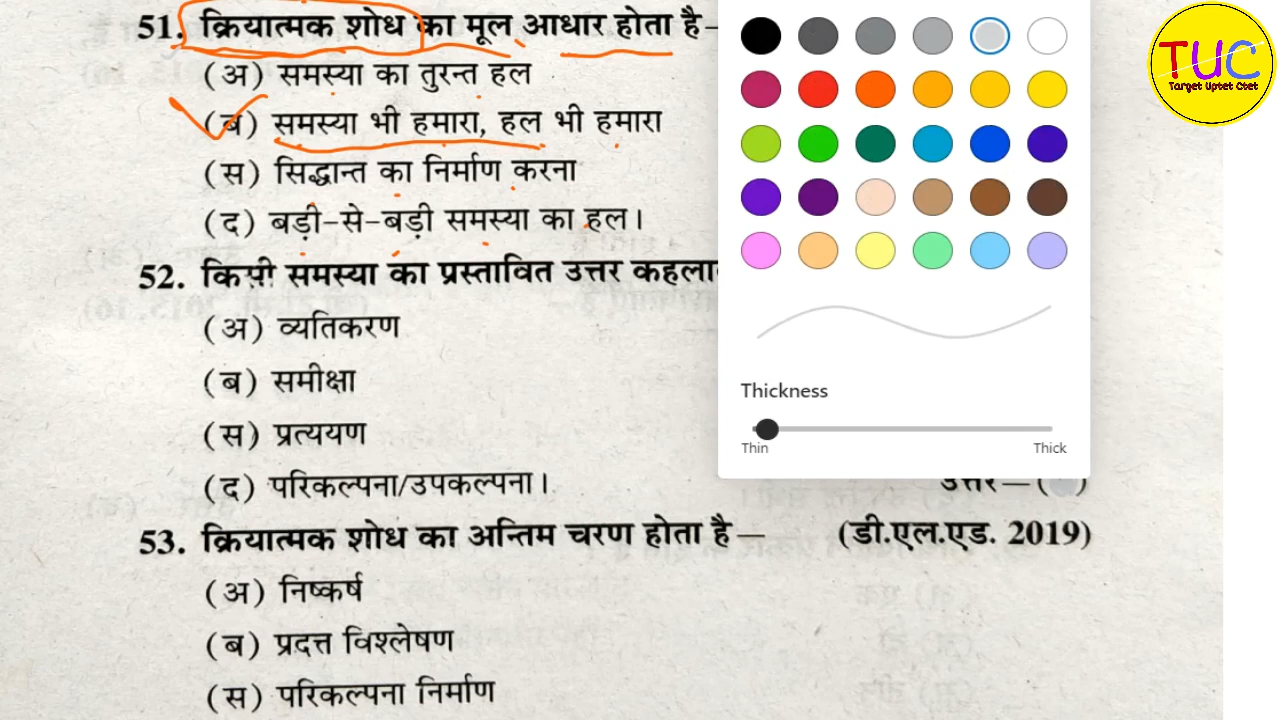 51. क्रियात्मक शोध का मूल आधार होता है–
(अ) समस्या का तुरन्त हल
(ब) समस्या भी हमारा, हल भी हमारा
(स) सिद्धान्त का निर्माण करना
(द) बड़ी-से-बड़ी समस्या का हल।
52. किसी समस्या का प्रस्तावित उत्तर
(अ) व्यतिकरण
(ब) समीक्षा
(स) प्रत्ययण
(द) परिकल्पना/उपकल्पना।
उत्तर—( )
53. क्रियात्मक शोध का अन्तिम चरण होता है— (डी.एल.एड. 2019)
(अ) निष्कर्ष
(ब) प्रदत्त विश्लेषण
(स) परिकल्पना निर्माण
Thickness
Thin Thick
TUC
Target Uptet Ctet